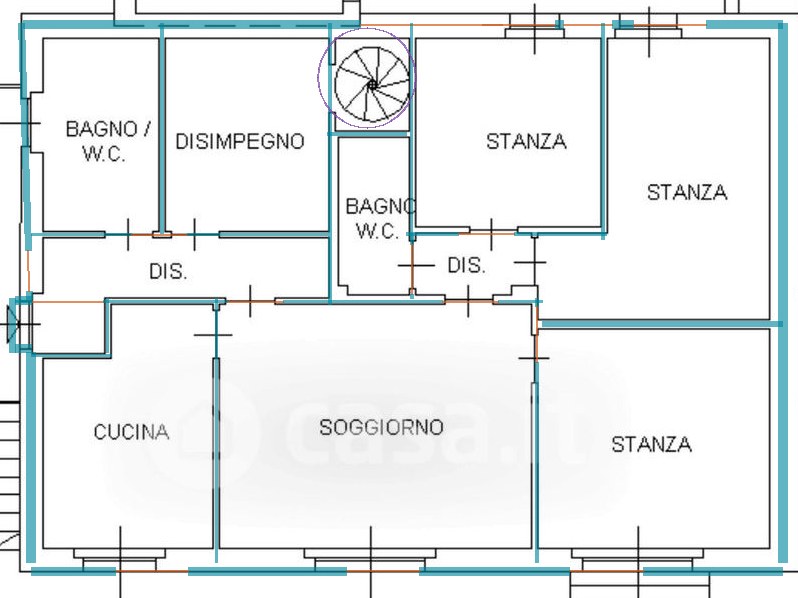 BAGNO /
W.C.
DISIMPEGNO
STANZA
STANZA
BAGNO
W.C.
DIS.
DIS.
CUCINA
SOGGIORNO
STANZA
casa.it